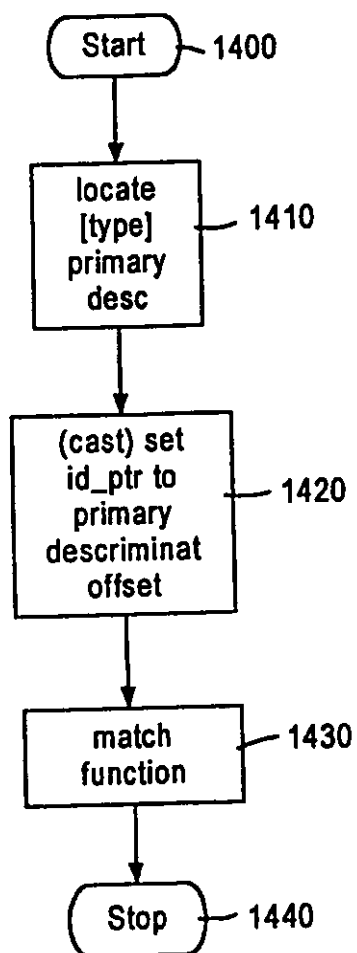 Start
1400
locate
[type]
primary
desc
1410
(cast) set
id_ptr to
primary
descriminat
offset
1420
match
function
1430
Stop
1440